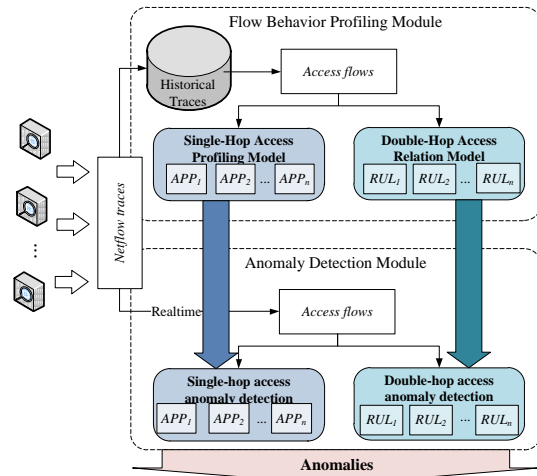 Flow Behavior Profiling Module
Historical
Traces
Access flows
Single-Hop Access
Profiling Model
APP₁ APP₂ ... APPₙ
Double-Hop Access
Relation Model
RUL₁ RUL₂ ... RULₙ
Netflow traces
...
Anomaly Detection Module
Realtime
Access flows
Single-hop access
anomaly detection
APP₁ APP₂ ... APPₙ
Double-hop access
anomaly detection
RUL₁ RUL₂ ... RULₙ
Anomalies